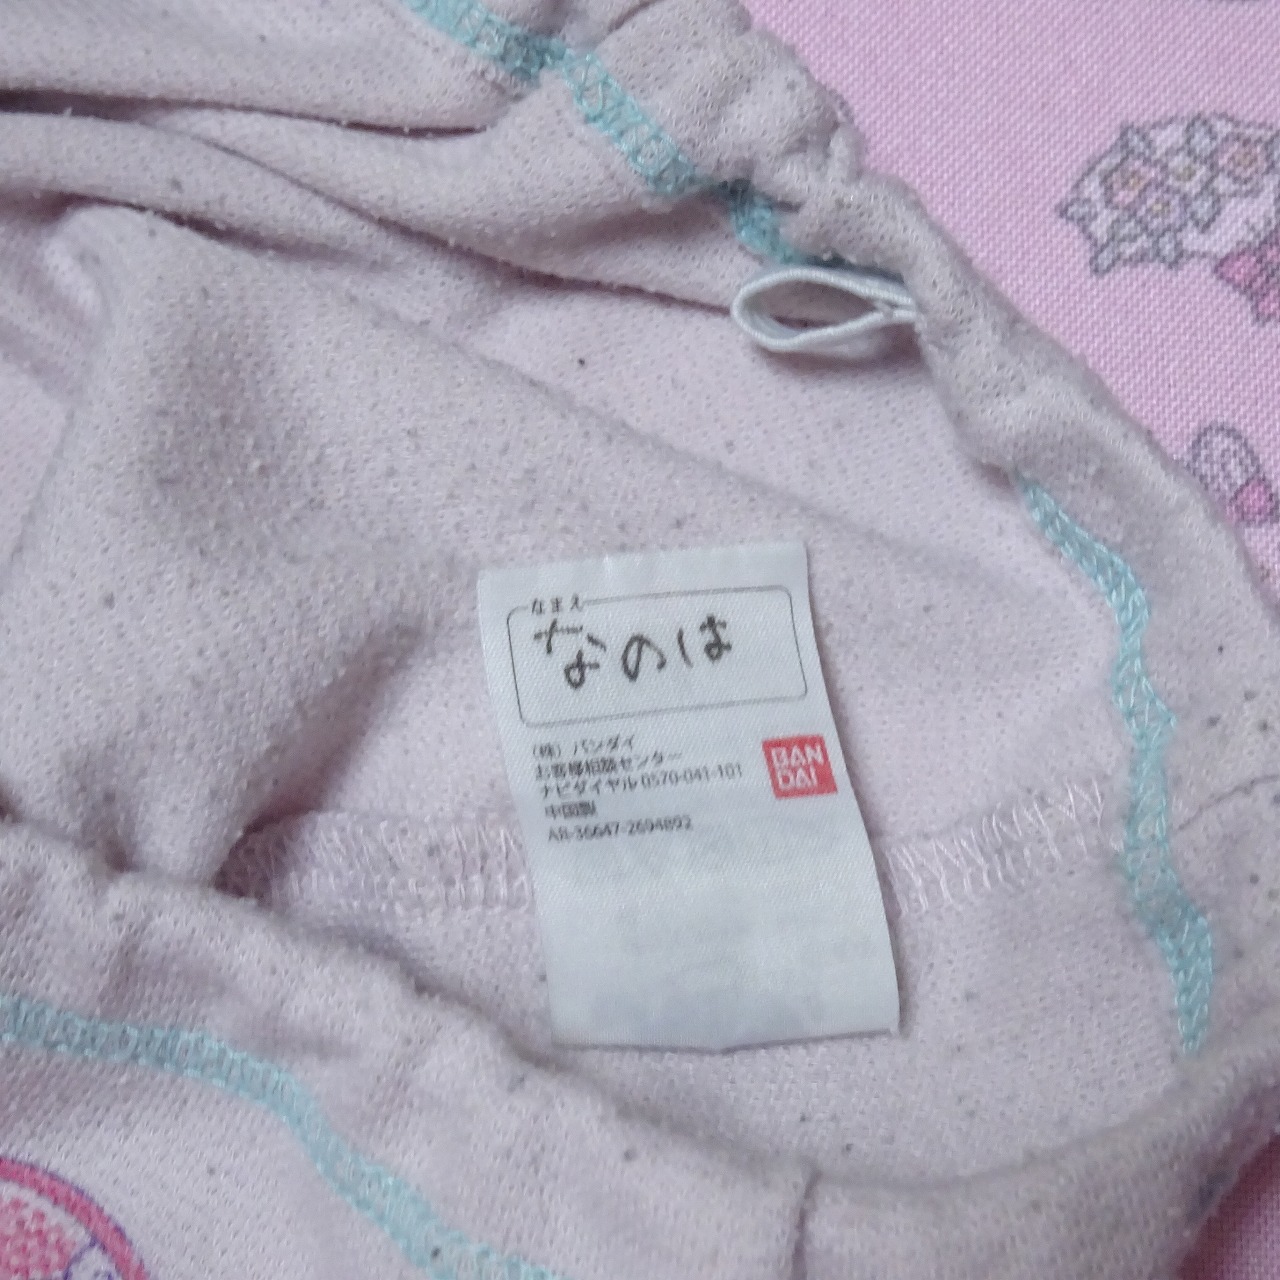 なまえ
なのは
（株）バンダイ
お客様相談センター
ナビダイヤル 0570-041-101
中国製
AR-36647-2694892
BAN
DAI